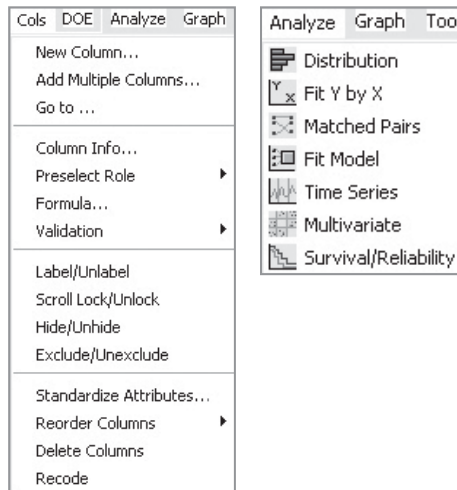 Cols DOE Analyze Graph
New Column...
Add Multiple Columns...
Go to ...
Column Info...
Preselect Role
Formula...
Validation
Label/Unlabel
Scroll Lock/Unlock
Hide/Unhide
Exclude/Unexclude
Standardize Attributes...
Reorder Columns
Delete Columns
Recode
Analyze Graph Too
Distribution
Y x Fit Y by X
Matched Pairs
Fit Model
Time Series
Multivariate
Survival/Reliability